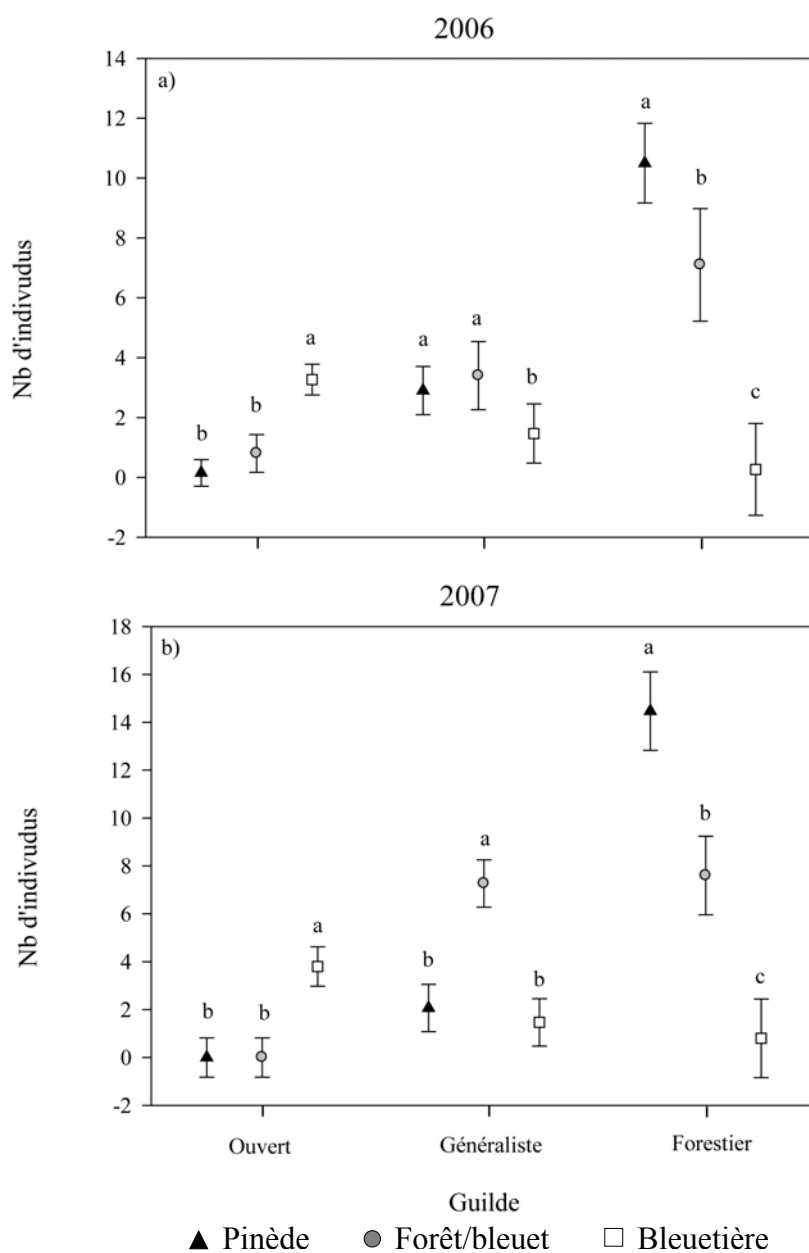 2006
a)
14
12
10
8
6
4
2
0
-2
Nb d'indivudus
b
b
a
a
a
b
a
b
c
2007
b)
18
16
14
12
10
8
6
4
2
0
-2
Nb d'indivudus
b
b
a
b
a
b
a
b
c
Ouvert Généraliste Forestier
Guilde
▲ Pinède ● Forêt/bleuet □ Bleuetière